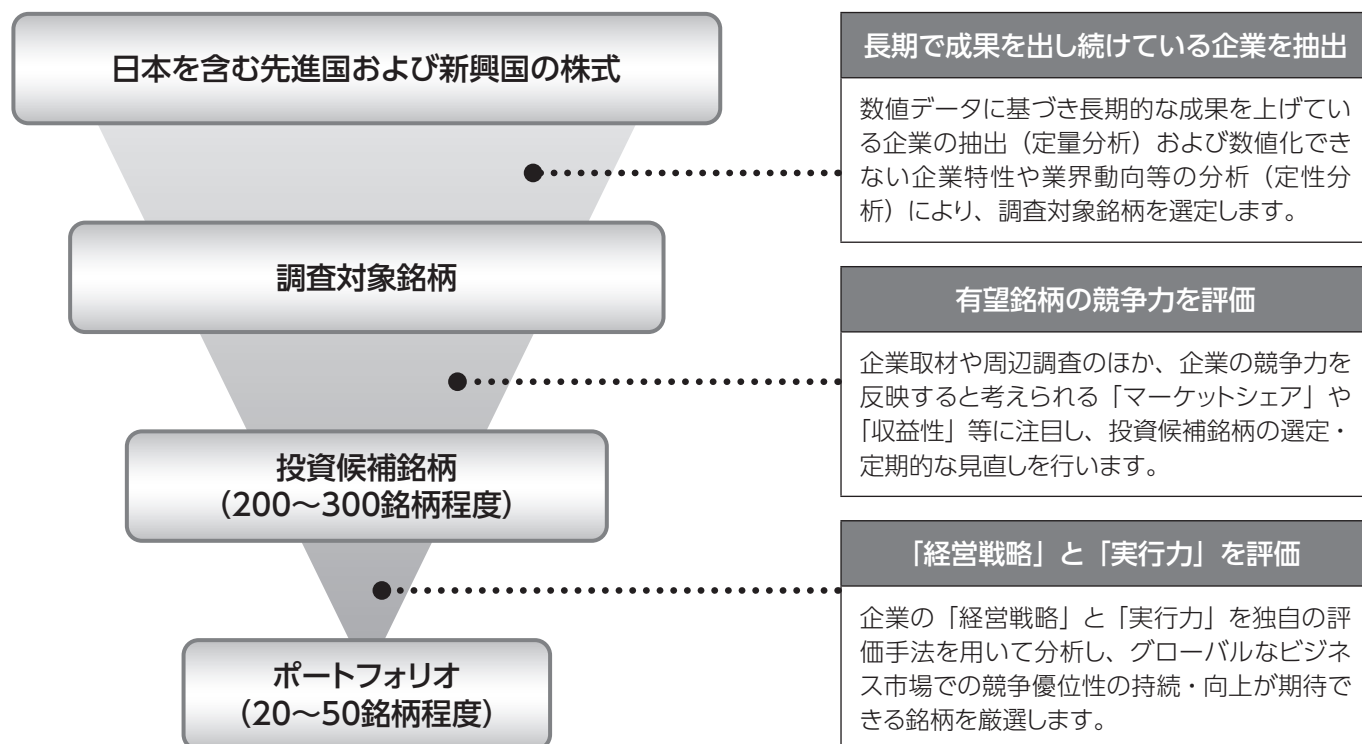 日本を含む先進国および新興国の株式
長期で成果を出し続けている企業を抽出
数値データに基づき長期的な成果を上げてい
る企業の抽出（定量分析）および数値化でき
ない企業特性や業界動向等の分析（定性分
析）により、調査対象銘柄を選定します。
調査対象銘柄
有望銘柄の競争力を評価
企業取材や周辺調査のほか、企業の競争力を
反映すると考えられる「マーケットシェア」や
「収益性」等に注目し、投資候補銘柄の選定・
定期的な見直しを行います。
投資候補銘柄
（200～300銘柄程度）
「経営戦略」と「実行力」を評価
企業の「経営戦略」と「実行力」を独自の評
価手法を用いて分析し、グローバルなビジネ
ス市場での競争優位性の持続・向上が期待で
きる銘柄を厳選します。
ポートフォリオ
（20～50銘柄程度）